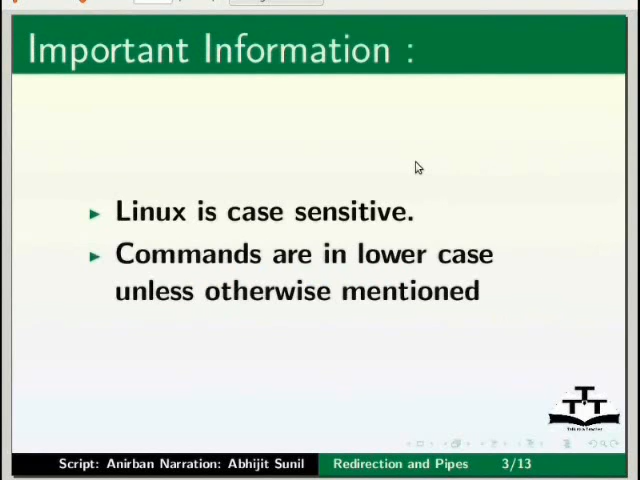 Important Information :
Linux is case sensitive.
Commands are in lower case
unless otherwise mentioned
TTT
Script: Anirban Narration: Abhijit Sunil Redirection and Pipes 3/13